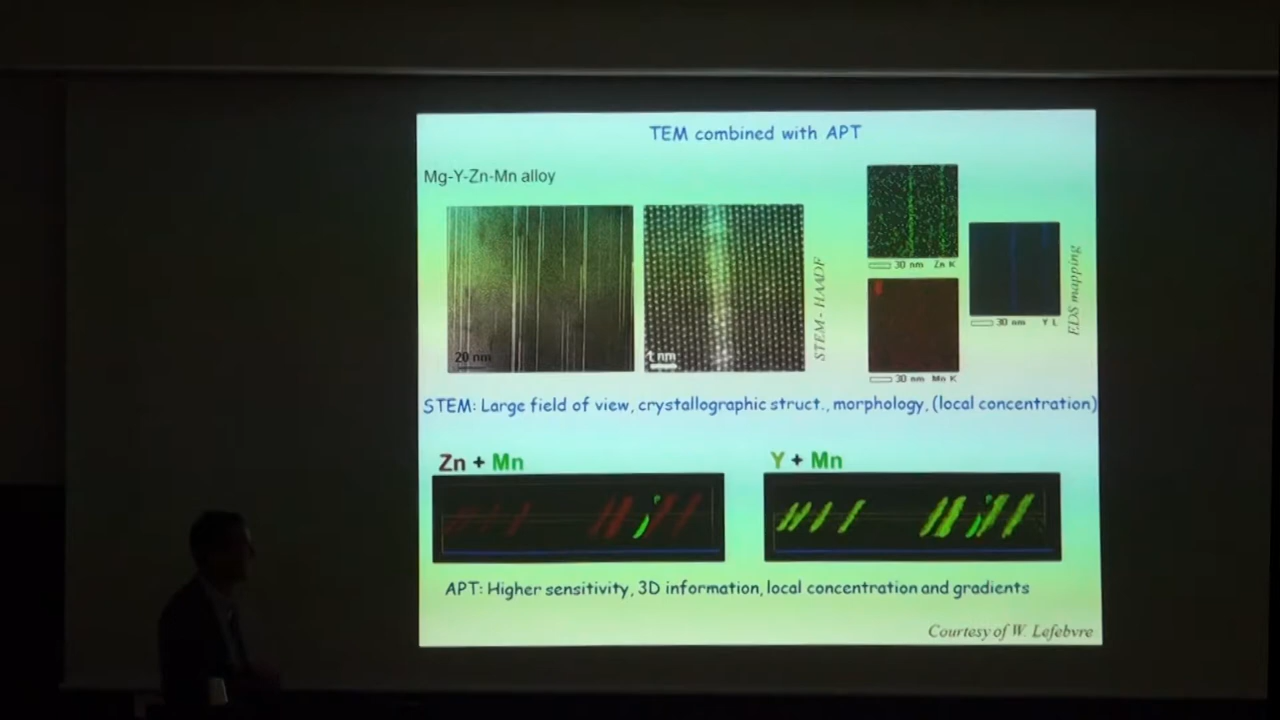 TEM combined with APT
Mg-Y-Zn-Mn alloy
20 nm
1 nm
STEM - HAADF
30 nm Zn K
30 nm Y L
30 nm Mn K
EDS mapping
STEM: Large field of view, crystallographic struct., morphology, (local concentration)
Zn + Mn
Y + Mn
APT: Higher sensitivity, 3D information, local concentration and gradients
Courtesy of W. Lefebvre